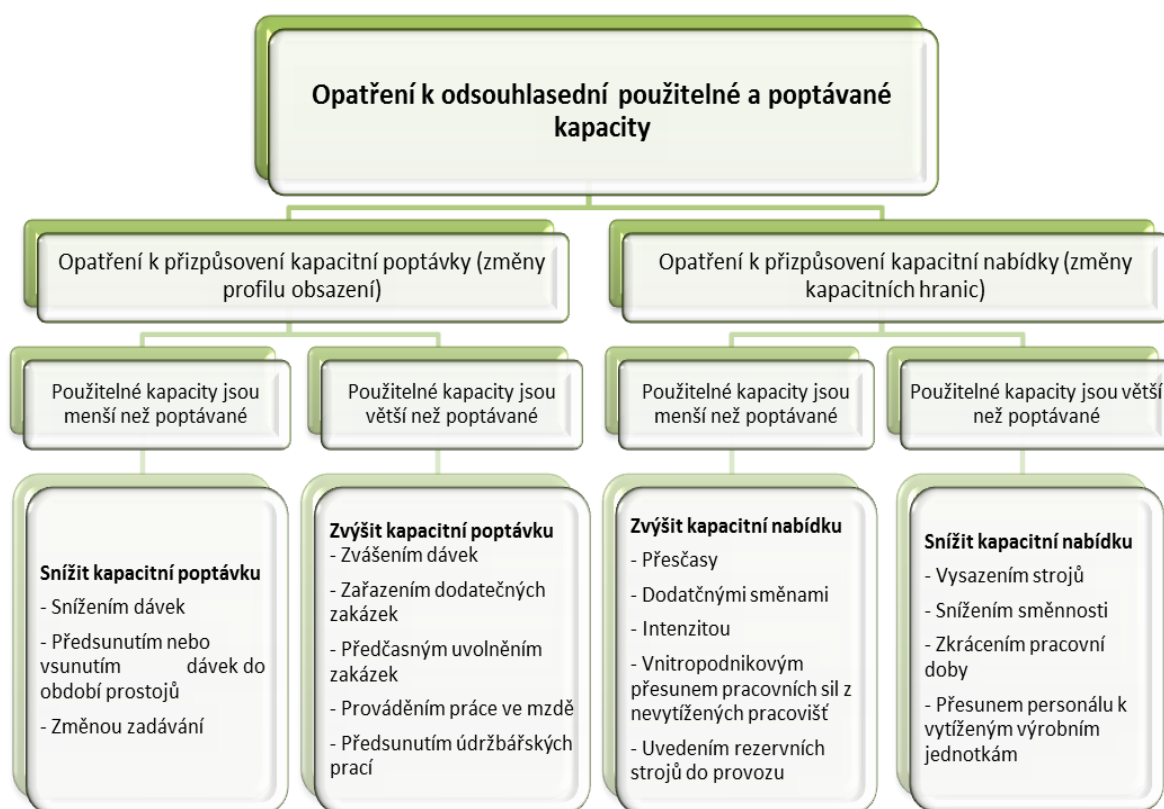 Opatření k odsouhlasední použitelné a poptávané
kapacity
Opatření k přizpůsovení kapacitní poptávky (změny
profilu obsazení)
Opatření k přizpůsovení kapacitní nabídky (změny
kapacitních hranic)
Použitelné kapacity jsou
menší než poptávané
Použitelné kapacity jsou
větší než poptávané
Použitelné kapacity jsou
menší než poptávané
Použitelné kapacity jsou větší
než poptávané
Snížit kapacitní poptávku
- Snížením dávek
- Předsunutím nebo
vsunutím dávek do
období prostojů
- Změnou zadávání
Zvýšit kapacitní poptávku
- Zvášením dávek
- Zařazením dodatečných
zakázek
- Předčasným uvolněním
zakázek
- Prováděním práce ve mzdě
- Předsunutím údržbářských
prací
Zvýšit kapacitní nabídku
- Přesčasy
- Dodatčnými směnami
- Intenzitou
- Vnitropodnikovým
přesunem pracovních sil z
nevytížených pracovišť
- Uvedením rezervních
strojů do provozu
Snížit kapacitní nabídku
- Vysazením strojů
- Snížením směnnosti
- Zkrácením pracovní
doby
- Přesunem personálu k
vytíženým výrobním
jednotkám